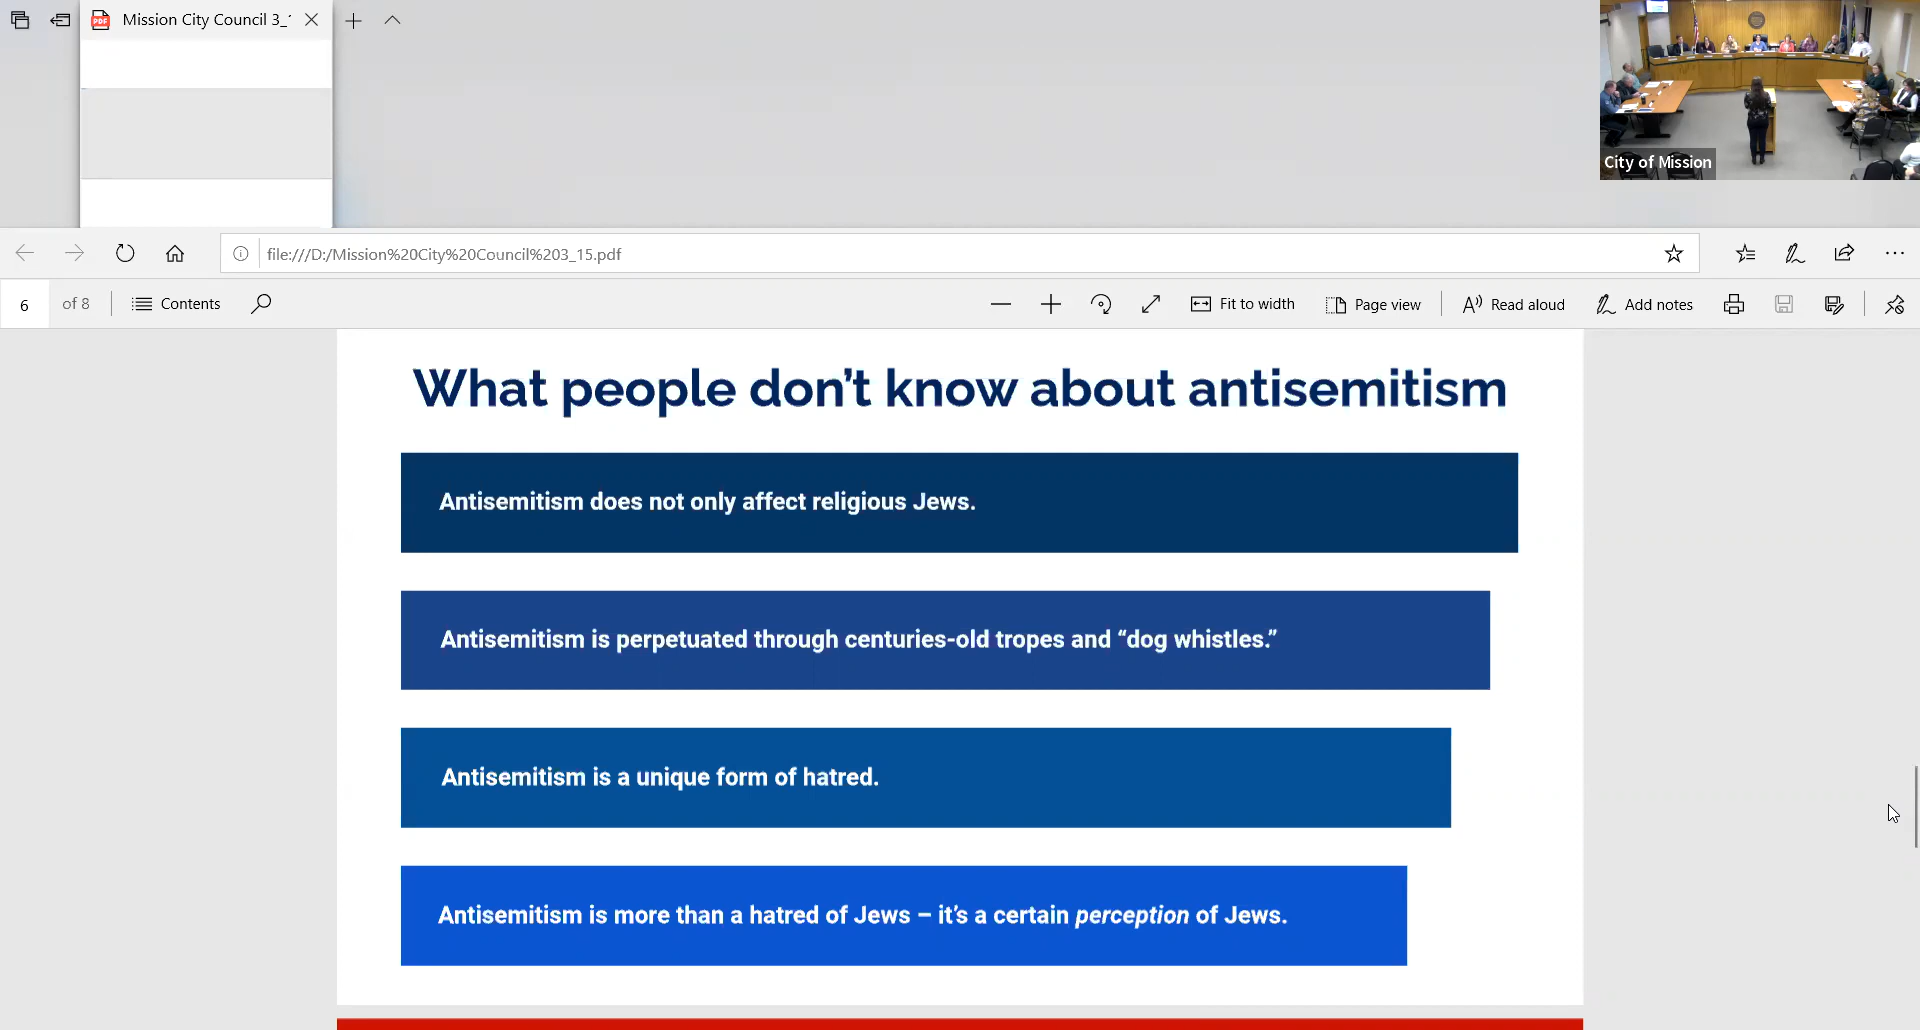 Mission City Council 3_1
file:///D:/Mission%20City%20Council%203_15.pdf
6 of 8 Contents Fit to width Page view Read aloud Add notes
City of Mission
What people don’t know about antisemitism
Antisemitism does not only affect religious Jews.
Antisemitism is perpetuated through centuries-old tropes and “dog whistles.”
Antisemitism is a unique form of hatred.
Antisemitism is more than a hatred of Jews – it’s a certain perception of Jews.